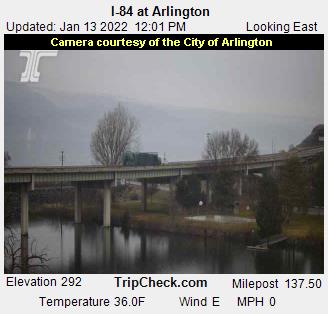 I-84 at Arlington
Updated: Jan 13 2022 12:01 PM Looking East
Camera courtesy of the City of Arlington
Elevation 292 TripCheck.com Milepost 137.50
Temperature 36.0F Wind E MPH 0